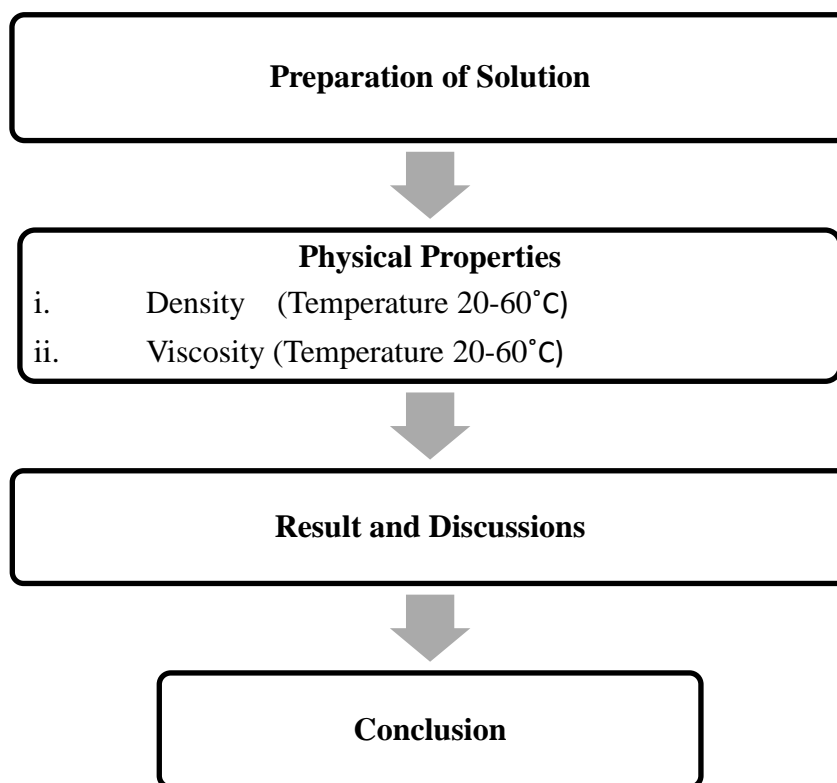 Preparation of Solution
Physical Properties
i. Density (Temperature 20-60˚C)
ii. Viscosity (Temperature 20-60˚C)
Result and Discussions
Conclusion